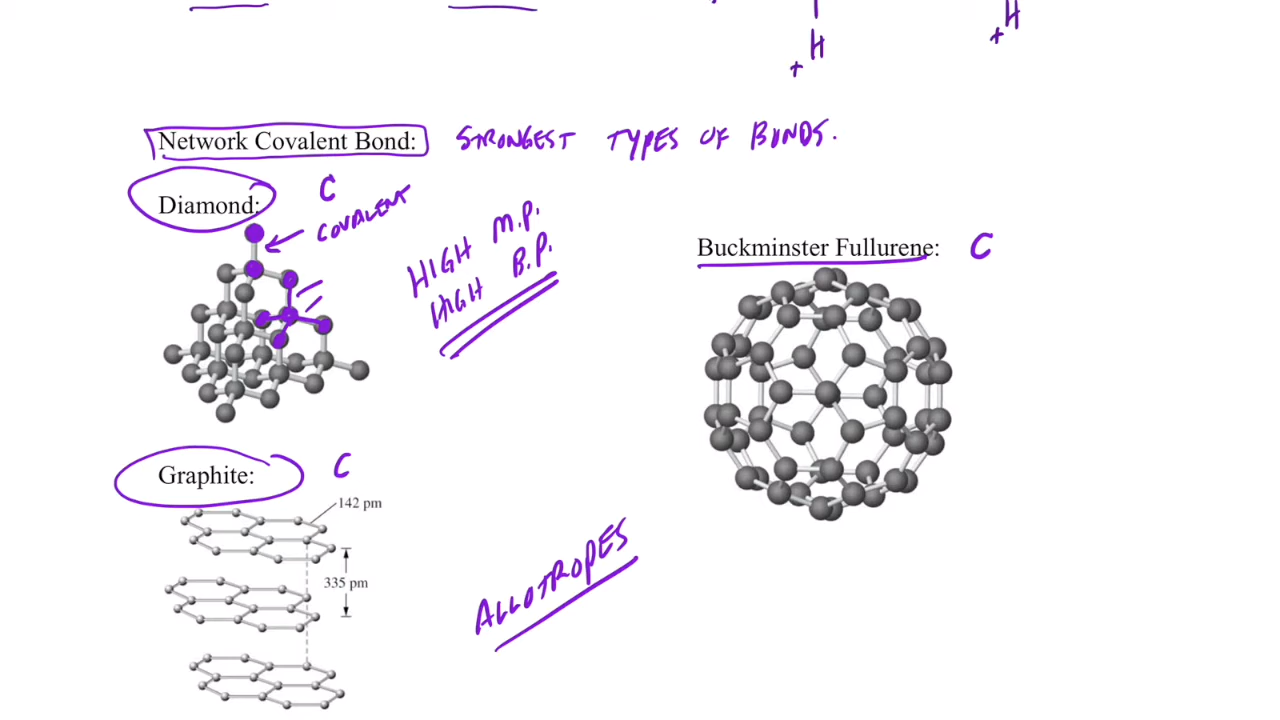 H
+
H
+
Network Covalent Bond: STRONGEST TYPES OF BONDS.
Diamond: C
COVALENT
HIGH M.P.
HIGH B.P.
Buckminster Fullurene: C
Graphite: C
142 pm
335 pm
ALLOTROPES